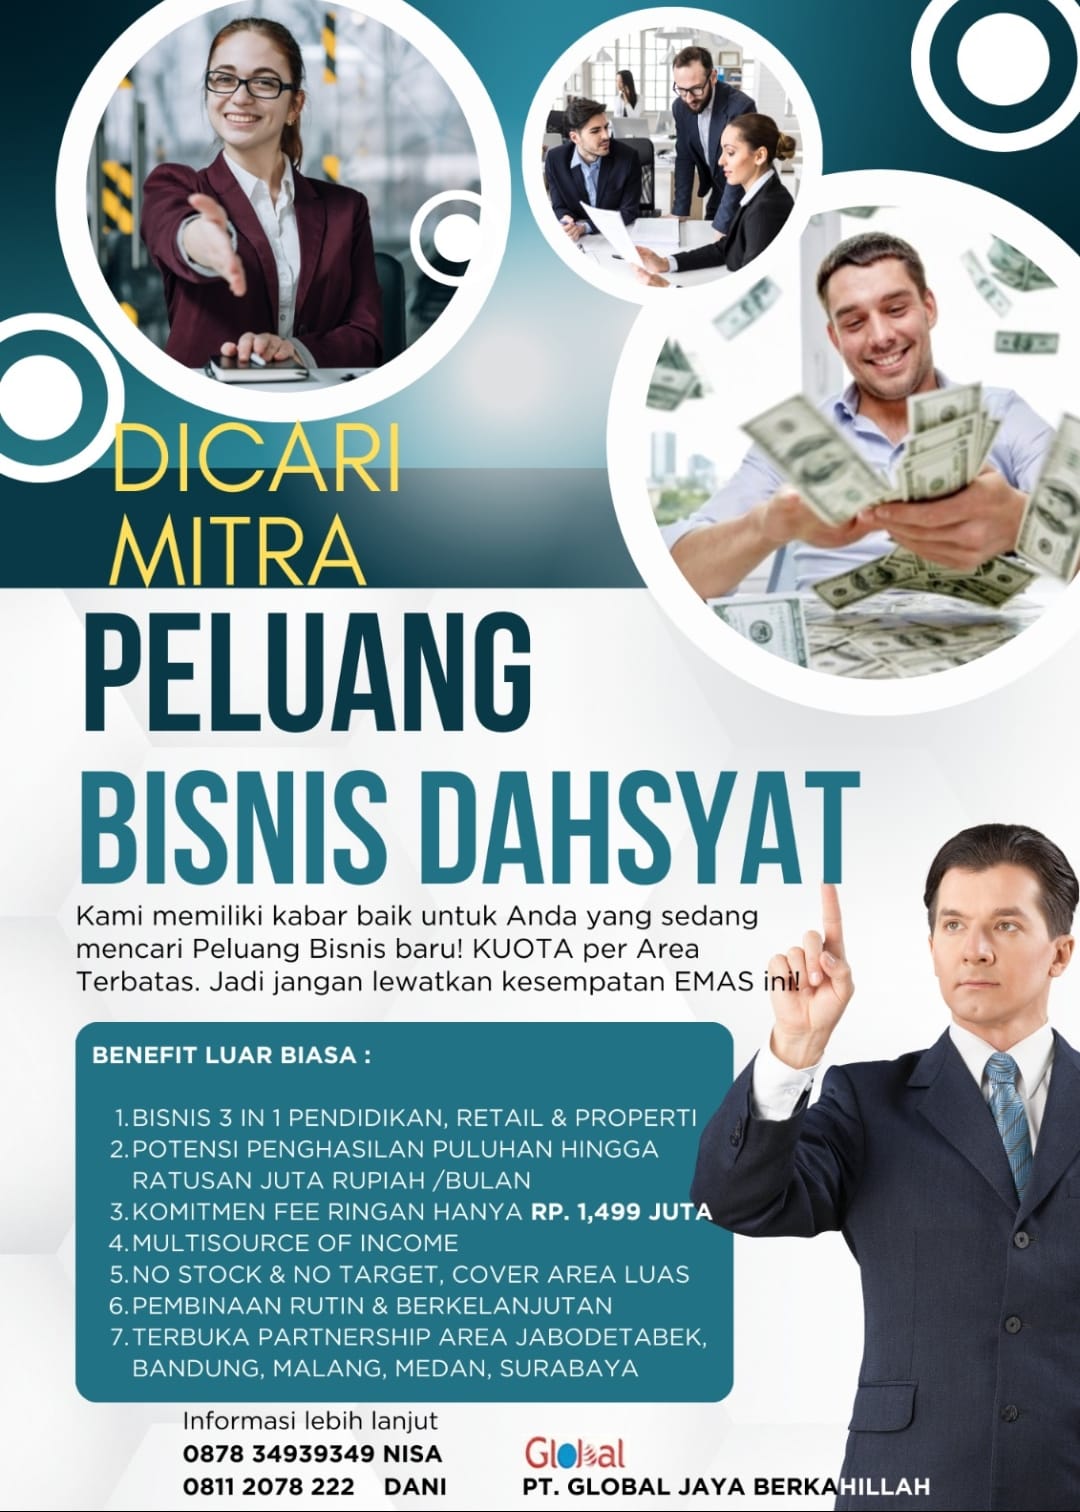 DICARI
MITRA
PELUANG
BISNIS DAHSYAT
Kami memiliki kabar baik untuk Anda yang sedang
mencari Peluang Bisnis baru! KUOTA per Area
Terbatas. Jadi jangan lewatkan kesempatan EMAS ini!
BENEFIT LUAR BIASA :
1. BISNIS 3 IN 1 PENDIDIKAN, RETAIL & PROPERTI
2. POTENSI PENGHASILAN PULUHAN HINGGA
RATUSAN JUTA RUPIAH /BULAN
3. KOMITMEN FEE RINGAN HANYA RP. 1,499 JUTA
4. MULTISOURCE OF INCOME
5. NO STOCK & NO TARGET, COVER AREA LUAS
6. PEMBINAAN RUTIN & BERKELANJUTAN
7. TERBUKA PARTNERSHIP AREA JABODETABEK,
BANDUNG, MALANG, MEDAN, SURABAYA
Informasi lebih lanjut
0878 34939349 NISA
0811 2078 222 DANI
Global
PT. GLOBAL JAYA BERKAHILLAH